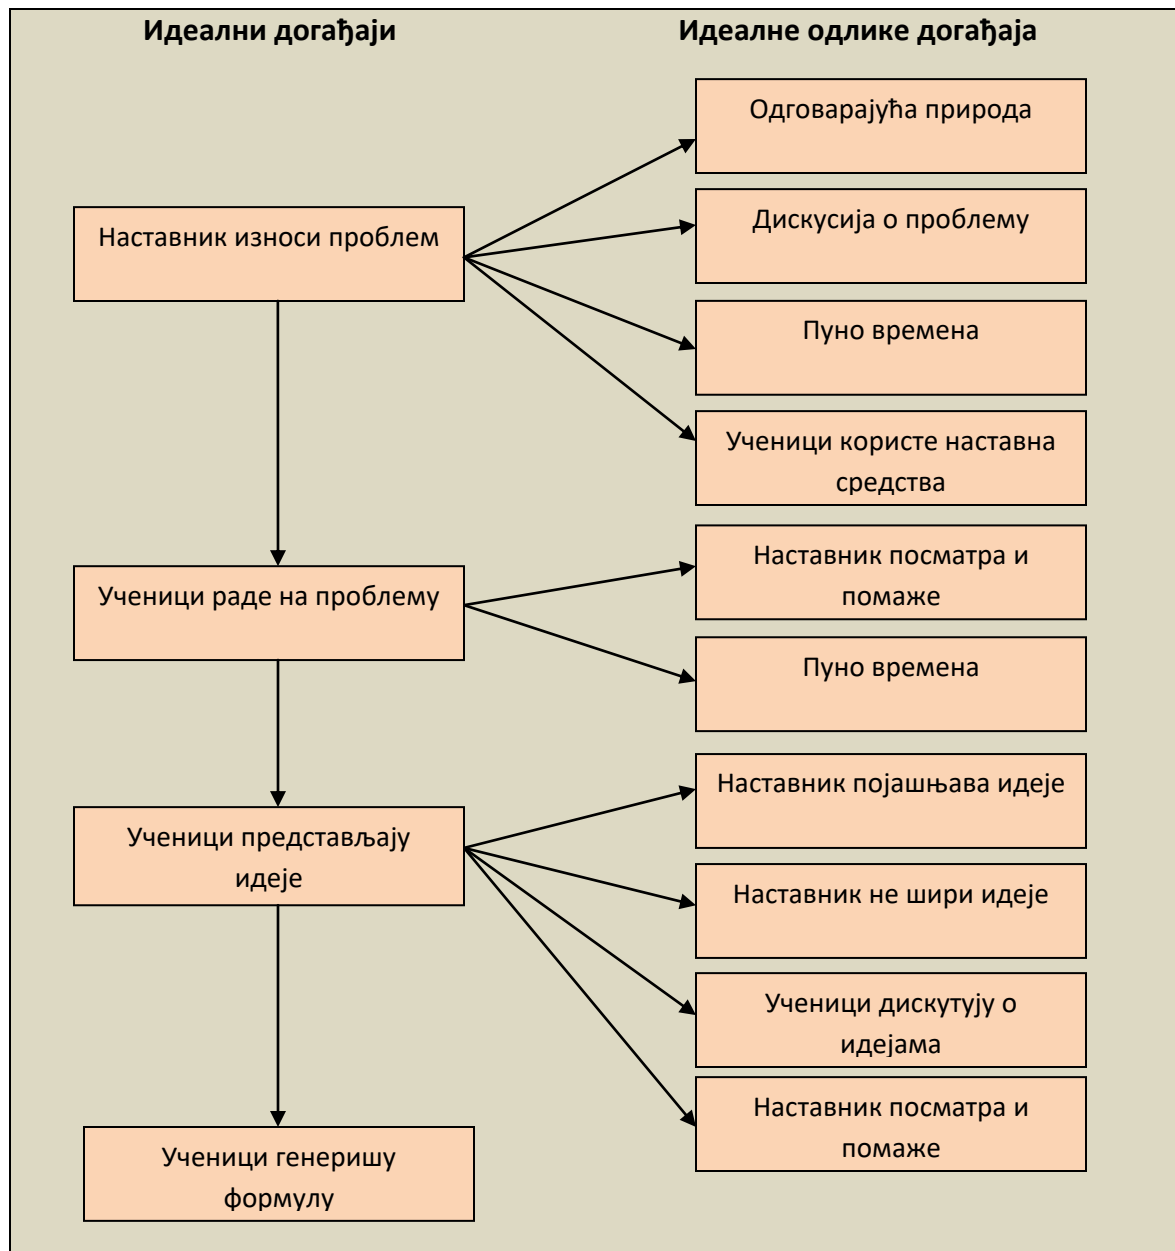 Идеални догађаји
Идеалне одлике догађаја
Одговарајућа природа
Наставник износи проблем
Дискусија о проблему
Пуно времена
Ученици користе наставна
средства
Ученици раде на проблему
Наставник посматра и
помаже
Пуно времена
Ученици представљају
идеје
Наставник појашњава идеје
Наставник не шири идеје
Ученици дискутују о
идејама
Наставник посматра и
помаже
Ученици генеришу
формулу